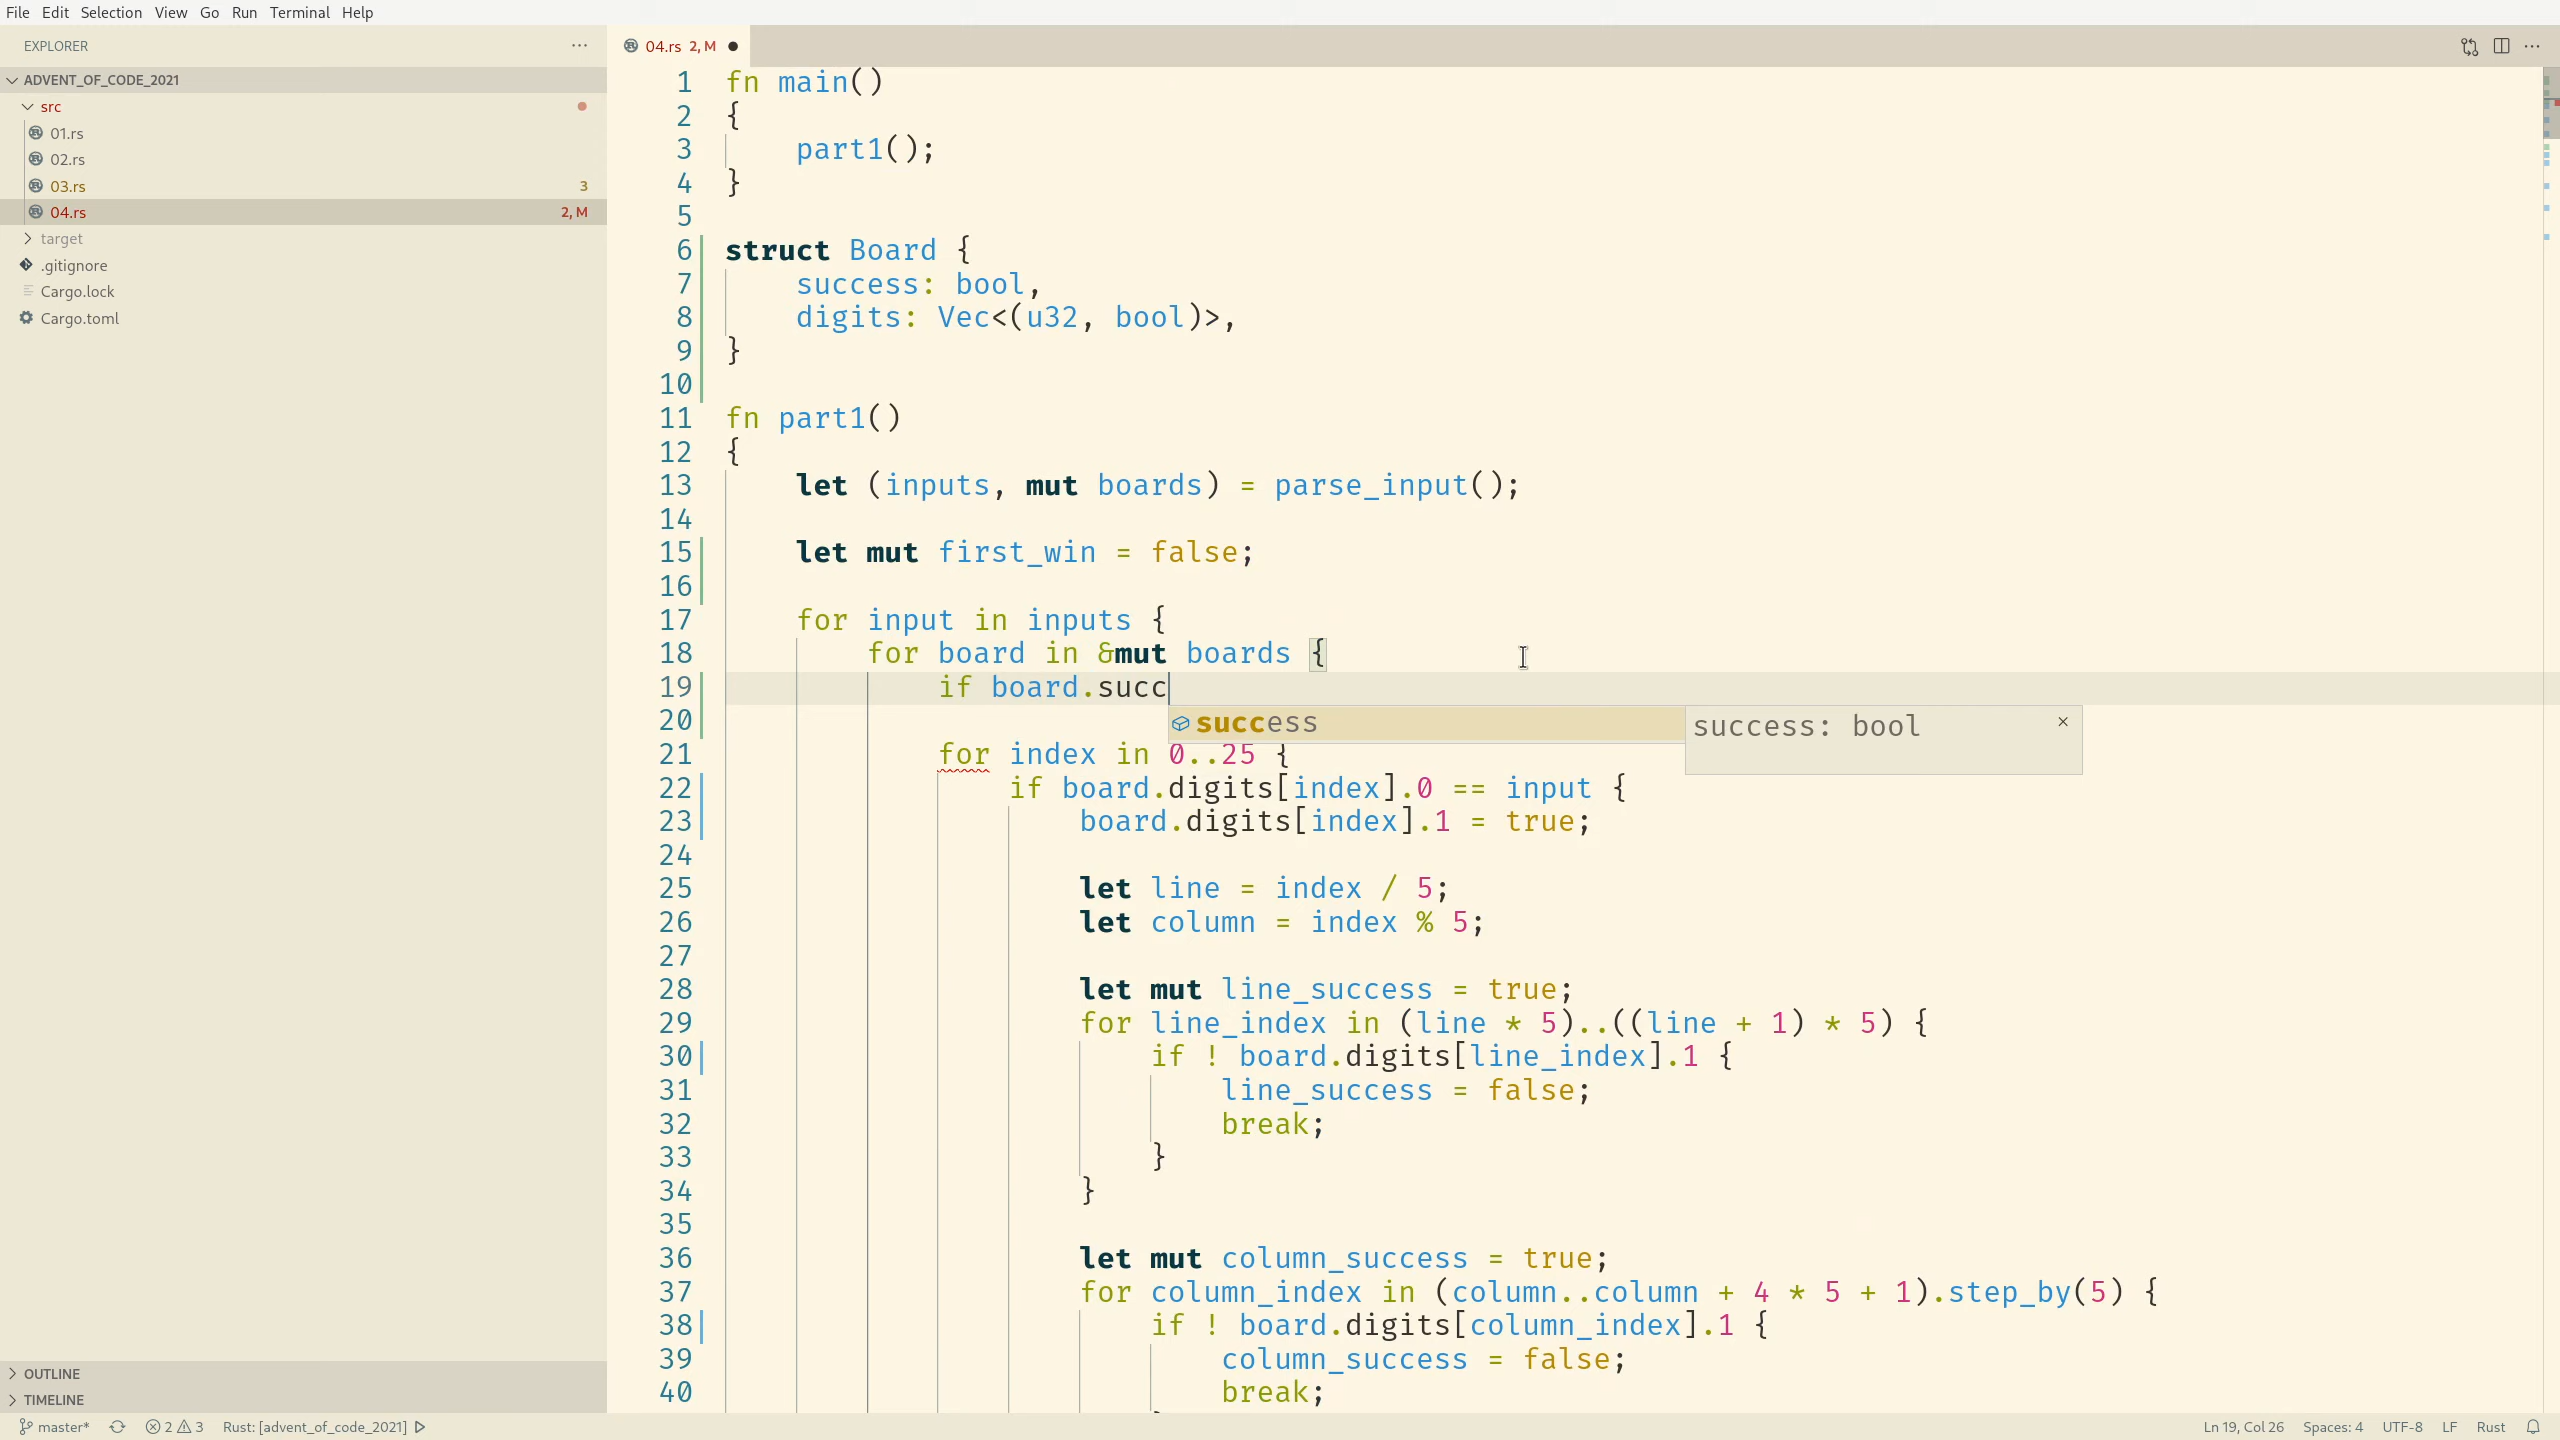 File Edit Selection View Go Run Terminal Help
EXPLORER
ADVENT_OF_CODE_2021
src
01.rs
02.rs
03.rs 3
04.rs 2, M
target
.gitignore
Cargo.lock
Cargo.toml
OUTLINE
TIMELINE
04.rs 2, M
1 fn main()
2 {
3     part1();
4 }
5
6 struct Board {
7     success: bool,
8     digits: Vec<(u32, bool)>,
9 }
10
11 fn part1()
12 {
13     let (inputs, mut boards) = parse_input();
14
15     let mut first_win = false;
16
17     for input in inputs {
18         for board in &mut boards {
19             if board.succ
20
success
success: bool
21             for index in 0..25 {
22                 if board.digits[index].0 == input {
23                     board.digits[index].1 = true;
24
25                     let line = index / 5;
26                     let column = index % 5;
27
28                     let mut line_success = true;
29                     for line_index in (line * 5)..((line + 1) * 5) {
30                         if ! board.digits[line_index].1 {
31                             line_success = false;
32                             break;
33                         }
34                     }
35
36                     let mut column_success = true;
37                     for column_index in (column..column + 4 * 5 + 1).step_by(5) {
38                         if ! board.digits[column_index].1 {
39                             column_success = false;
40                             break;
master* 2 3 Rust: [advent_of_code_2021] Ln 19, Col 26 Spaces: 4 UTF-8 LF Rust